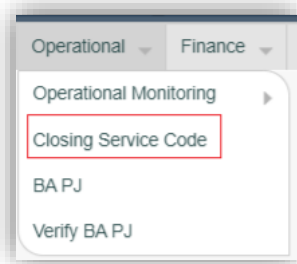 Operational Finance
Operational Monitoring
Closing Service Code
BA PJ
Verify BA PJ